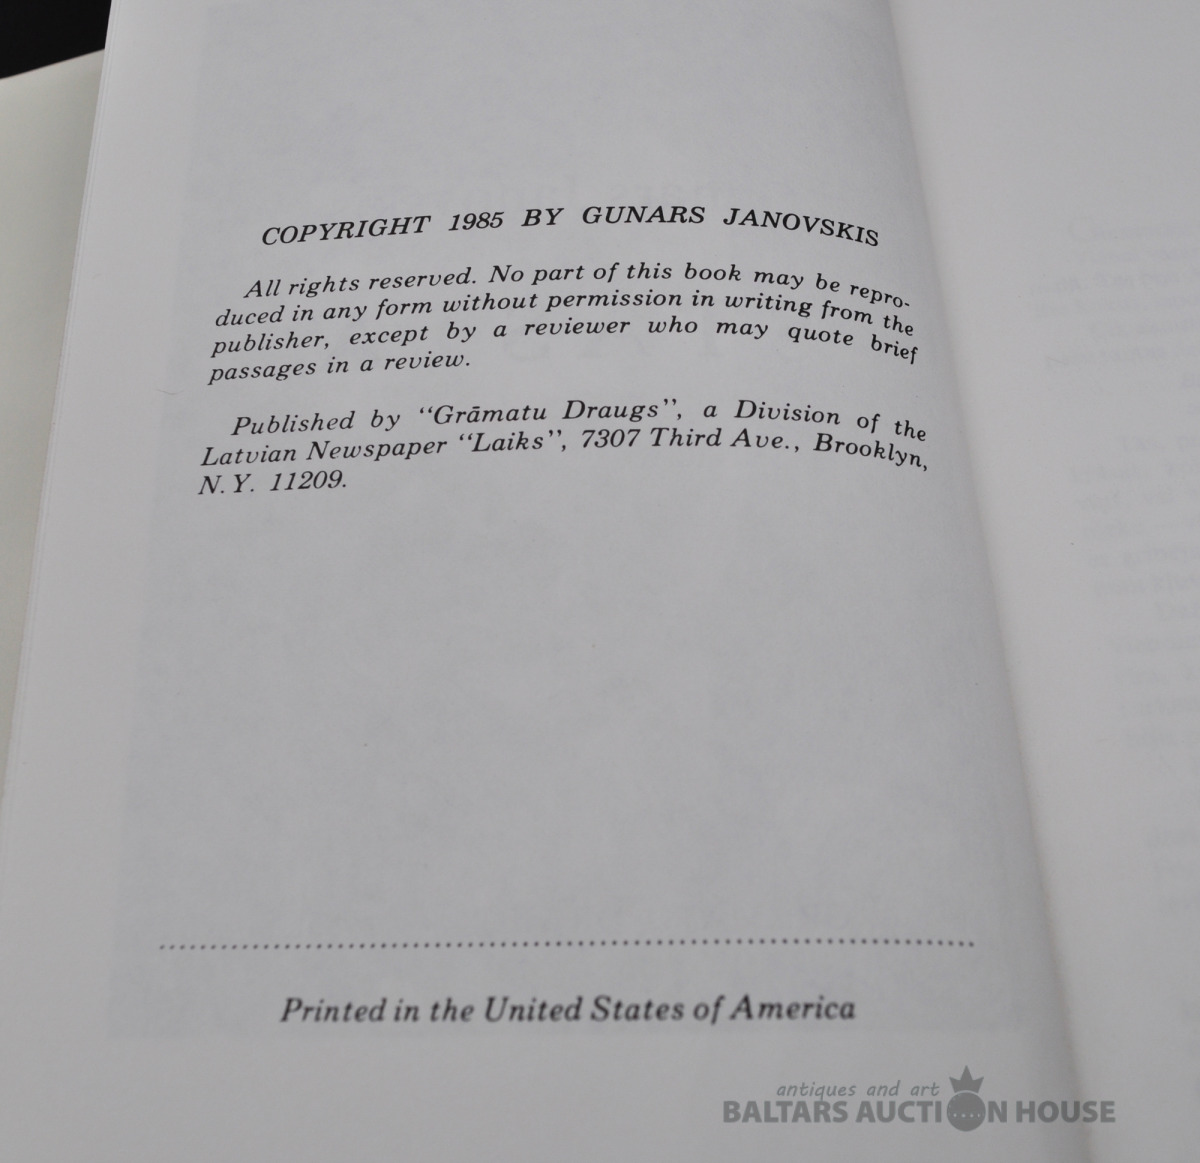 COPYRIGHT 1985 BY GUNARS JANOVSKIS
All rights reserved. No part of this book may be repro-
duced in any form without permission in writing from the
publisher, except by a reviewer who may quote brief
passages in a review.
Published by “Grāmatu Draugs”, a Division of the
Latvian Newspaper “Laiks”, 7307 Third Ave., Brooklyn,
N. Y. 11209.
Printed in the United States of America
antiques and art
BALTARS AUCTION HOUSE